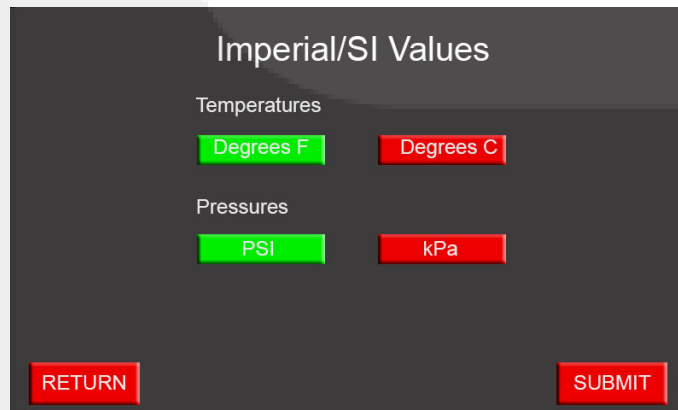 Imperial/SI Values
Temperatures
Degrees F Degrees C
Pressures
PSI kPa
RETURN SUBMIT